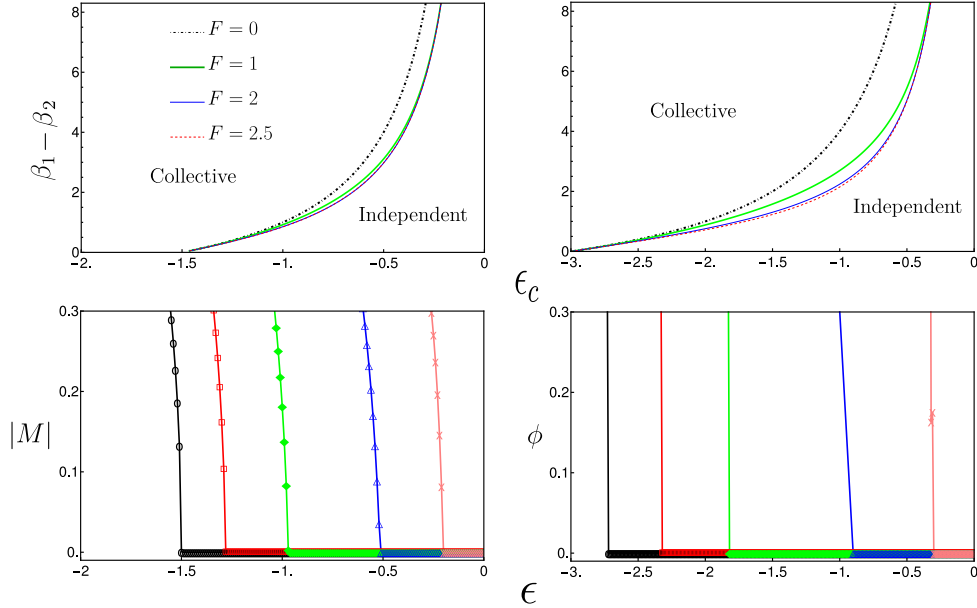 8
6
4
2
0
β₁ − β₂
F = 0
F = 1
F = 2
F = 2.5
Collective
Independent
−2. −1.5 −1. −0.5 0
8
6
4
2
0
Collective
Independent
−3. −2.5 −2. −1.5 −1. −0.5 0
ϵ_c
0.3
0.2
0.1
0.
|M|
−2 −1.5 −1. −0.5 0
0.3
0.2
0.1
0.
ϕ
−3. −2.5 −2. −1.5 −1. −0.5 0
ϵ